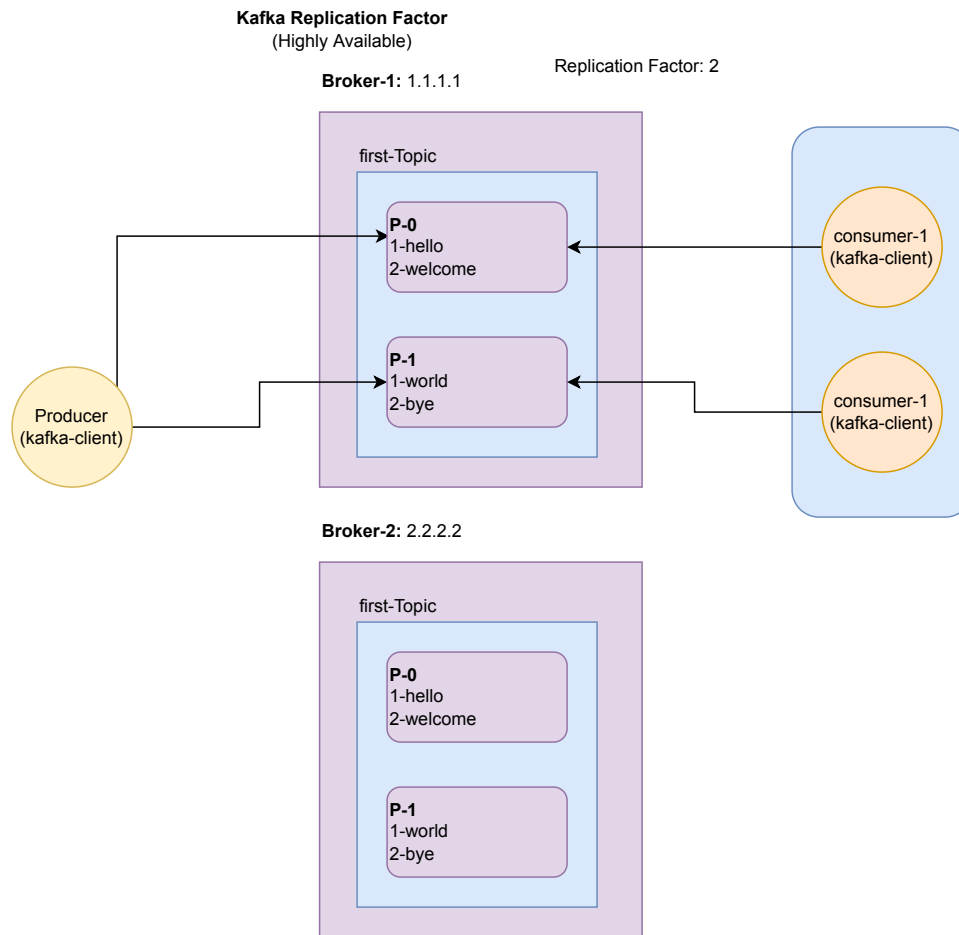 Kafka Replication Factor
(Highly Available)
Replication Factor: 2
Broker-1: 1.1.1.1
first-Topic
P-0
1-hello
2-welcome
P-1
1-world
2-bye
Producer
(kafka-client)
consumer-1
(kafka-client)
consumer-1
(kafka-client)
Broker-2: 2.2.2.2
first-Topic
P-0
1-hello
2-welcome
P-1
1-world
2-bye